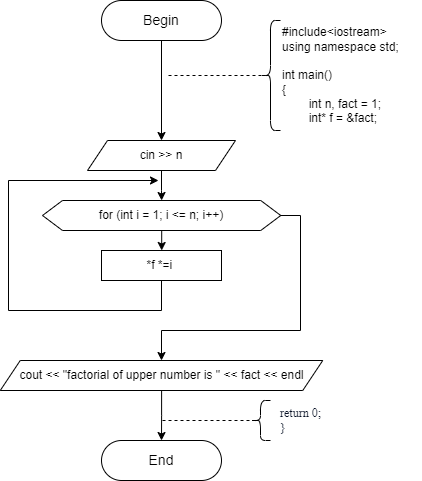 Begin
#include<iostream>
using namespace std;
int main()
{
int n, fact = 1;
int* f = &fact;
cin >> n
for (int i = 1; i <= n; i++)
*f *=i
cout << "factorial of upper number is " << fact << endl
return 0;
}
End